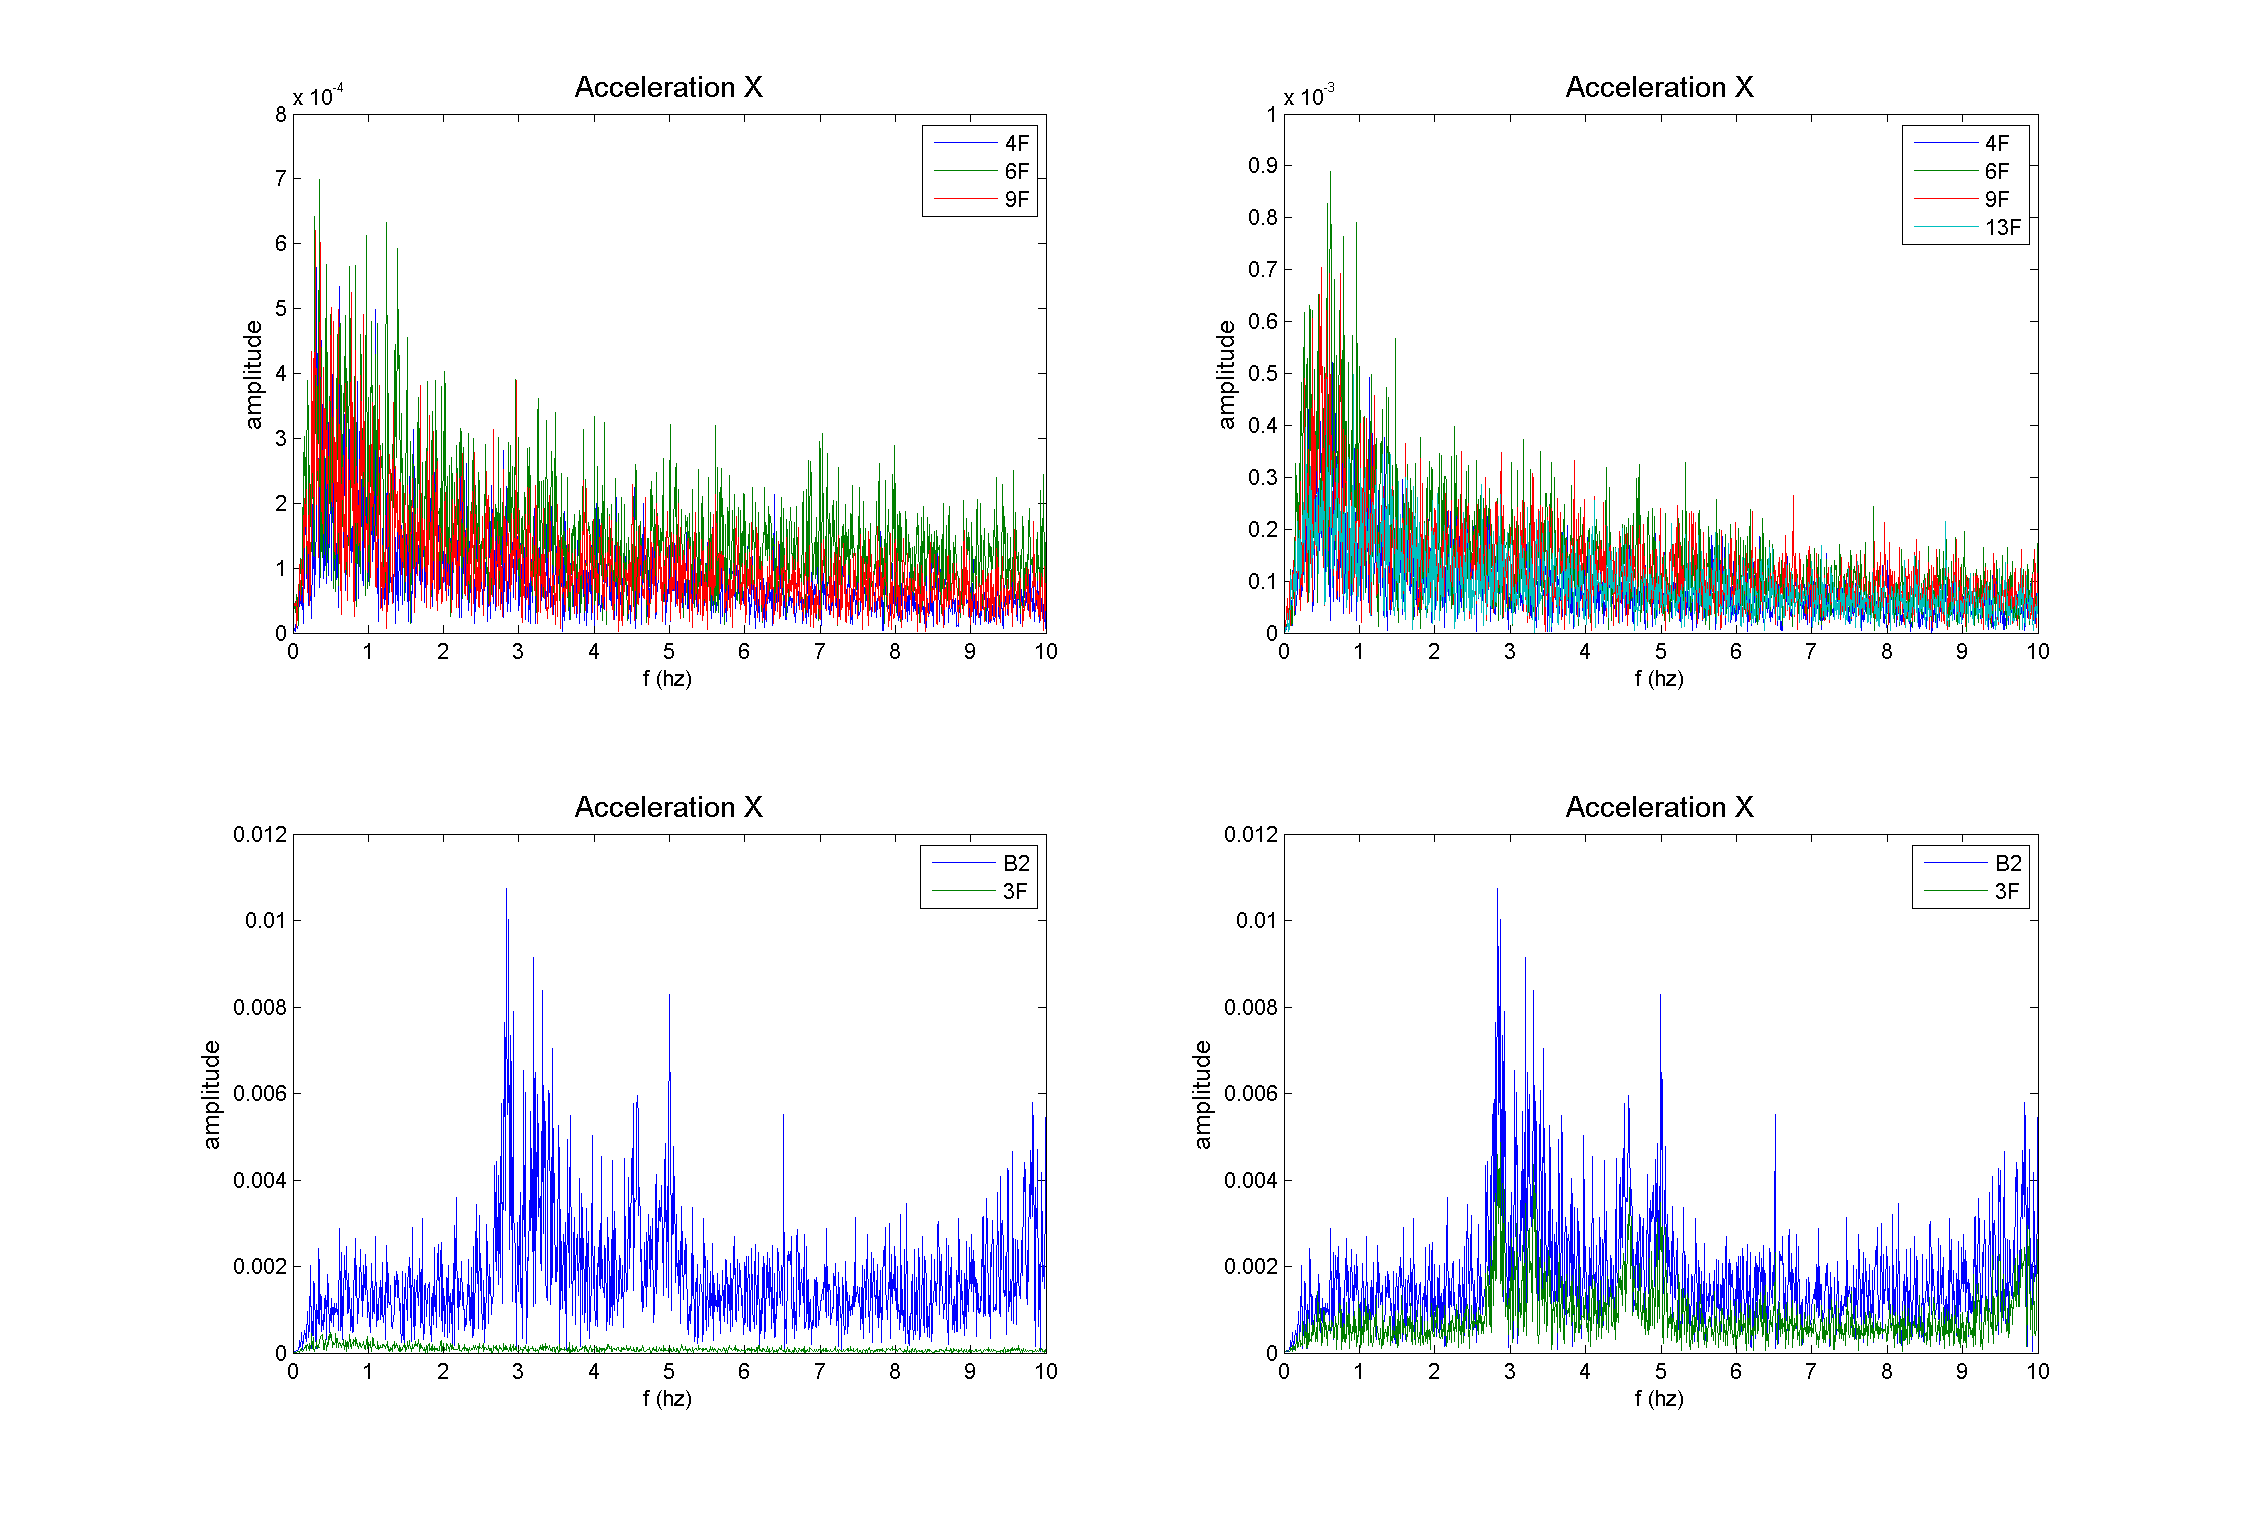 Acceleration X
x 10-4
8
7
6
5
4
3
2
1
0
amplitude
0 1 2 3 4 5 6 7 8 9 10
f (hz)
4F
6F
9F
Acceleration X
x 10-3
1
0.9
0.8
0.7
0.6
0.5
0.4
0.3
0.2
0.1
0
amplitude
0 1 2 3 4 5 6 7 8 9 10
f (hz)
4F
6F
9F
13F
Acceleration X
0.012
0.01
0.008
0.006
0.004
0.002
0
amplitude
0 1 2 3 4 5 6 7 8 9 10
f (hz)
B2
3F
Acceleration X
0.012
0.01
0.008
0.006
0.004
0.002
0
amplitude
0 1 2 3 4 5 6 7 8 9 10
f (hz)
B2
3F